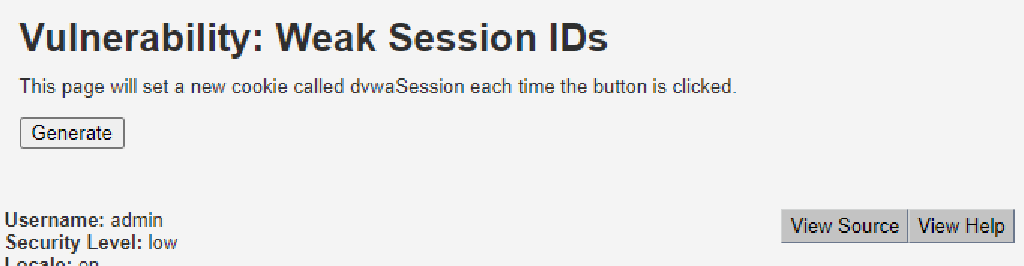 Vulnerability: Weak Session IDs
This page will set a new cookie called dvwaSession each time the button is clicked.
Generate
Username: admin
Security Level: low
Locale: en
View Source View Help